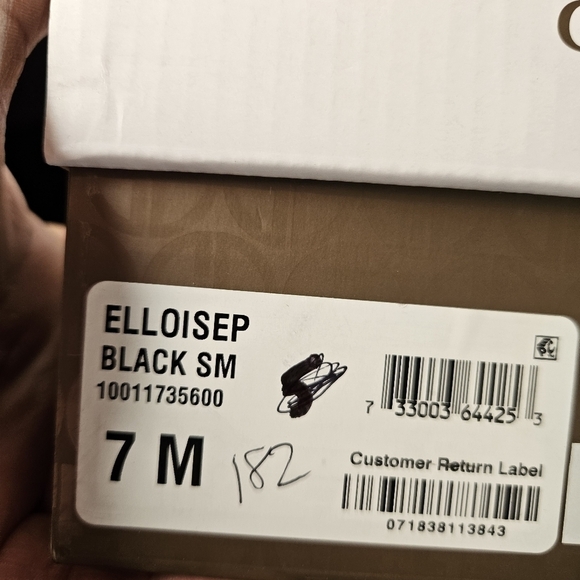 ELLOISEP
BLACK SM
10011735600
7 M
182
7 33003 64425 3
Customer Return Label
071838113843